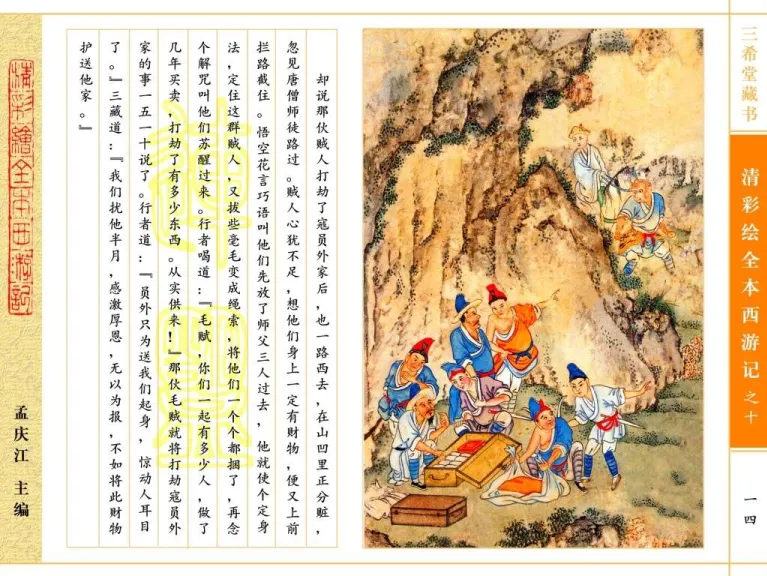 三希堂藏书
清彩绘全本西游记之十
一四
却说那伙贼人打劫了寇员外家后，也一路西去，在山凹里正分赃，
忽见唐僧师徒路过。贼人心犹不足，想他们身上一定有财物，便又上前
拦路截住。悟空花言巧语叫他们先放了师父三人过去，他就使个定身
法，定住这群贼人，又拔些毫毛变成绳索，将他们一个个都捆了，再念
个解咒叫他们苏醒过来。行者喝道：『毛贼，你们一起有多少人，做了
几年买卖，打劫了有多少东西。从实供来！』那伙毛贼就将打劫寇员外
家的事一五一十说了。行者道：『员外只为送我们起身，惊动人耳目
了。』三藏道：『我们扰他半月，感激厚恩，无以为报，不如将此财物
护送他家。』
清彩繪全本西游記
孟庆江 主编